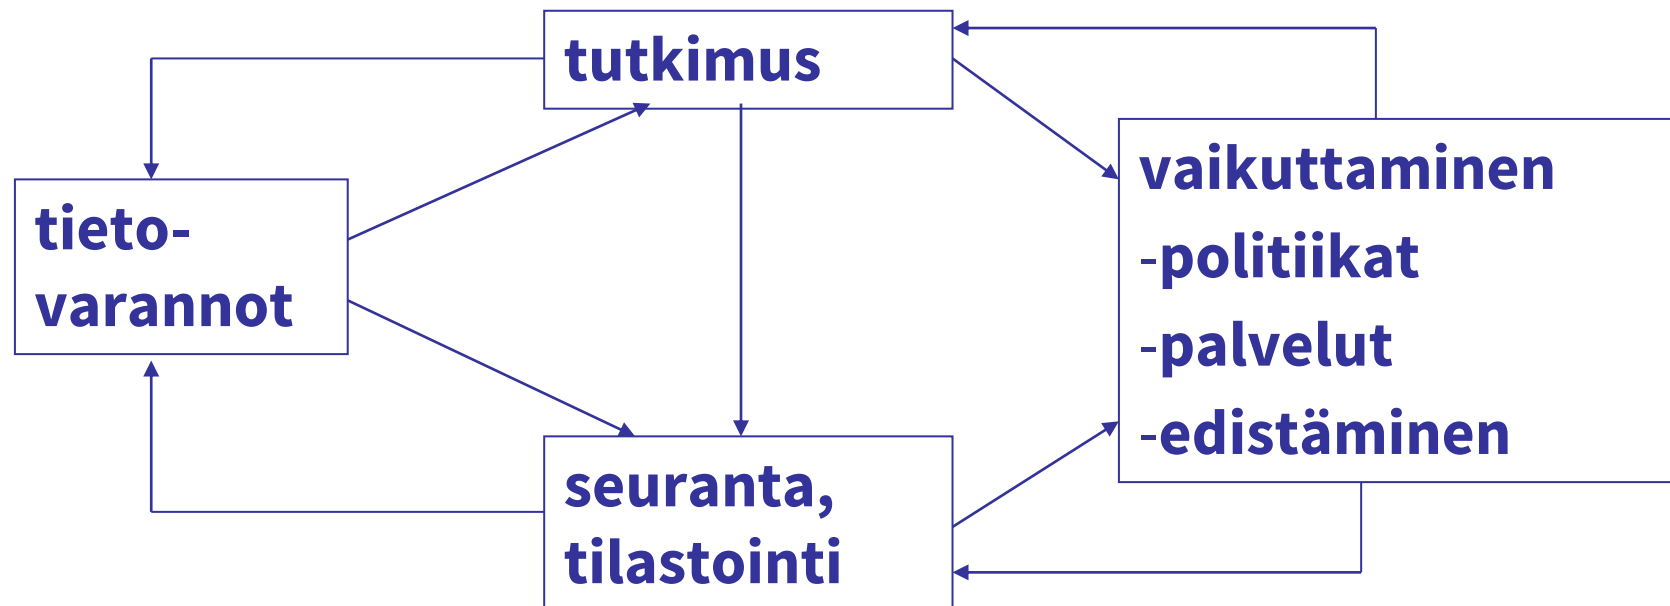 tutkimus
tieto-
varannot
vaikuttaminen
-politiikat
-palvelut
-edistäminen
seuranta,
tilastointi